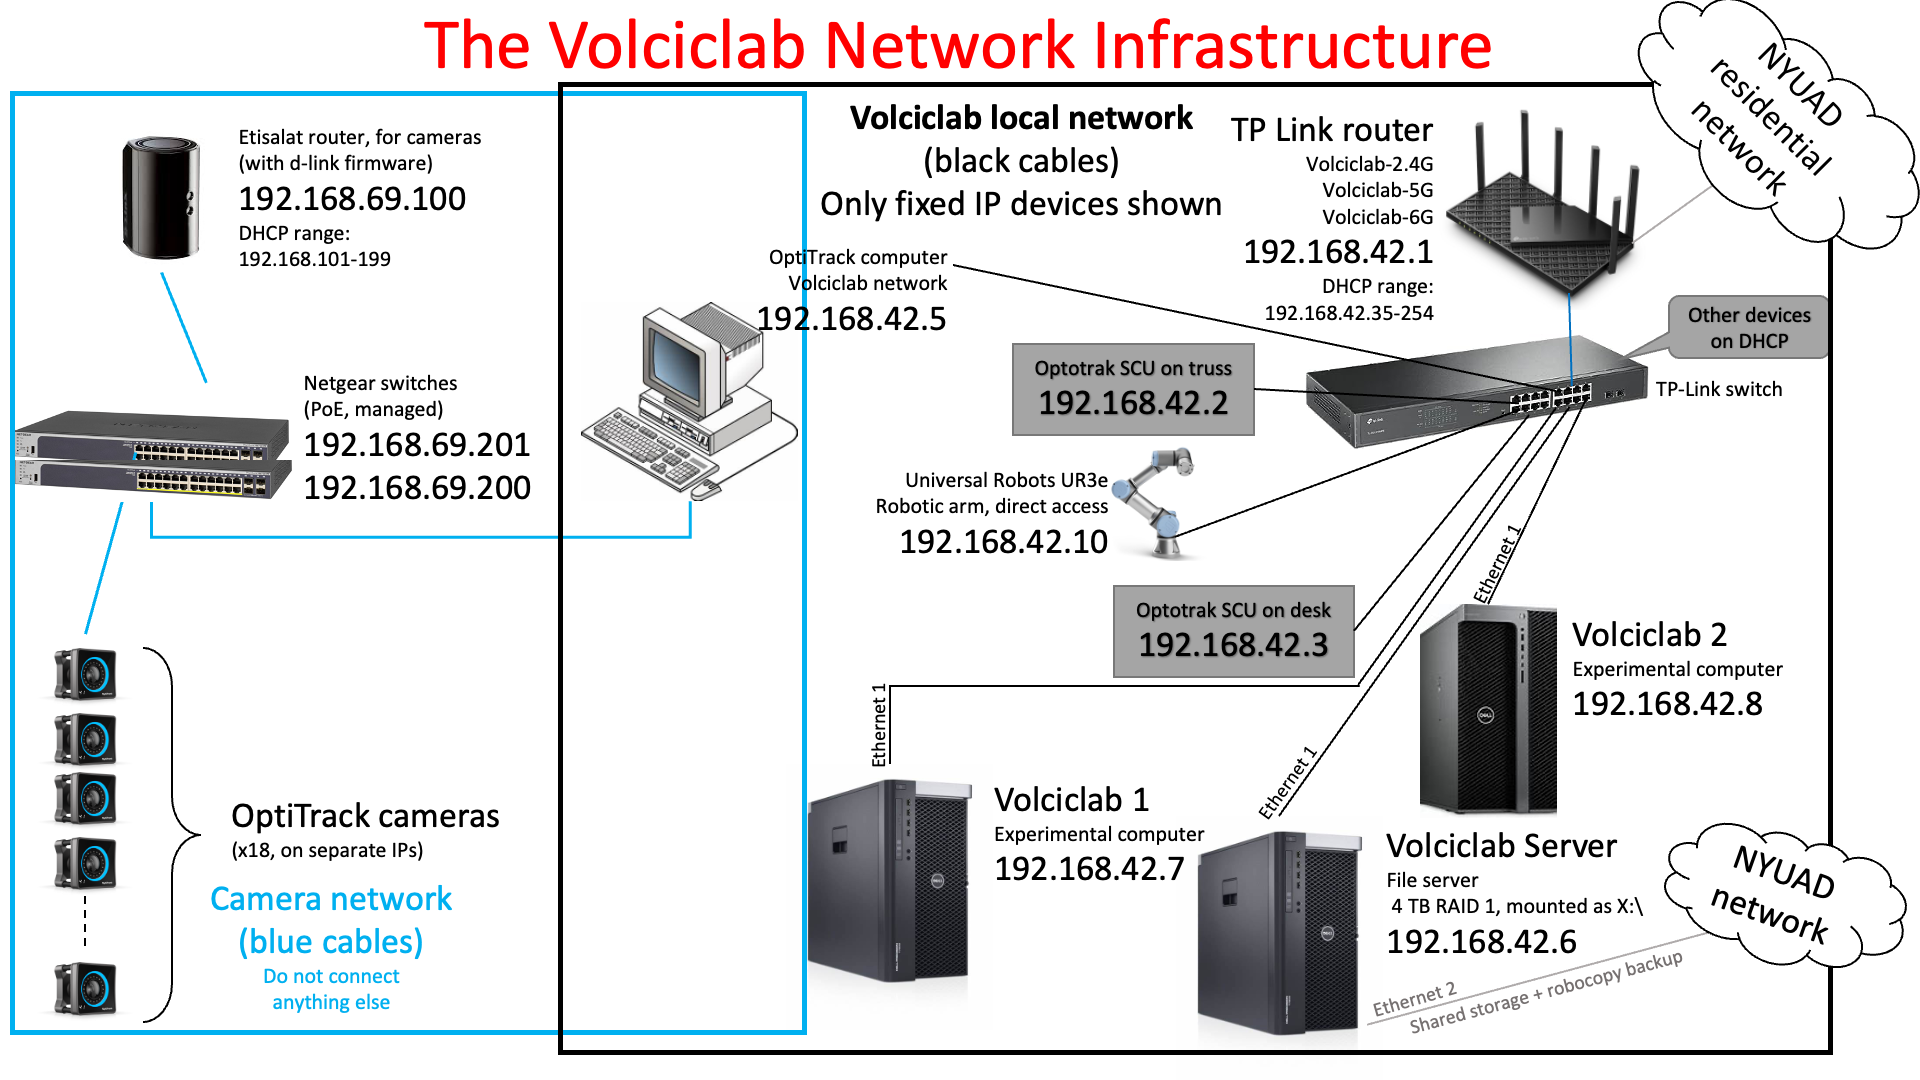 The Volciclab Network Infrastructure
NYUAD
residential
network
Etisalat router, for cameras
(with d-link firmware)
192.168.69.100
DHCP range:
192.168.101-199
Volciclab local network
(black cables)
Only fixed IP devices shown
TP Link router
Volciclab-2.4G
Volciclab-5G
Volciclab-6G
192.168.42.1
DHCP range:
192.168.42.35-254
OptiTrack computer
Volciclab network
192.168.42.5
Other devices
on DHCP
TP-Link switch
Optotrak SCU on truss
192.168.42.2
Netgear switches
(PoE, managed)
192.168.69.201
192.168.69.200
Universal Robots UR3e
Robotic arm, direct access
192.168.42.10
Ethernet 1
Optotrak SCU on desk
192.168.42.3
Volciclab 2
Experimental computer
192.168.42.8
DELL
Ethernet 1
Ethernet 1
Volciclab 1
Experimental computer
192.168.42.7
DELL
OptiTrack cameras
(x18, on separate IPs)
Camera network
(blue cables)
Do not connect
anything else
Volciclab Server
File server
4 TB RAID 1, mounted as X:\
192.168.42.6
DELL
NYUAD
network
Ethernet 2
Shared storage + robocopy backup